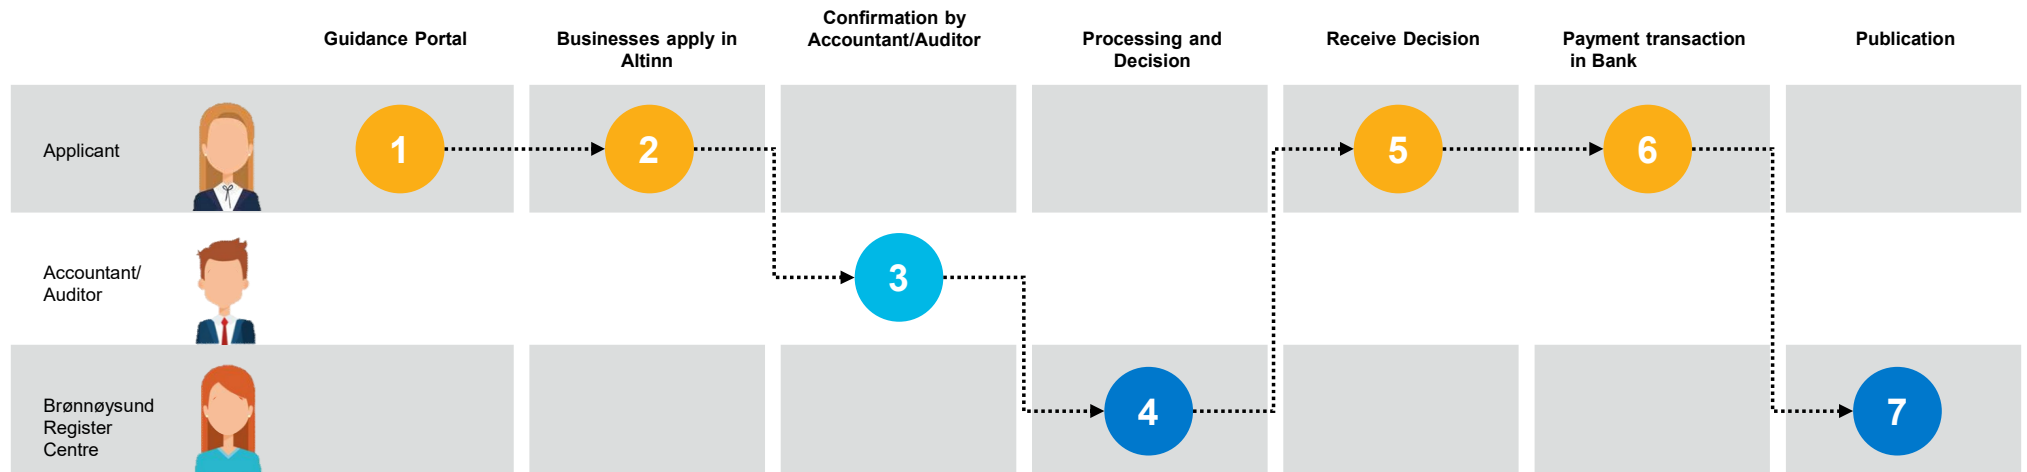 Guidance Portal
Businesses apply in
Altinn
Confirmation by
Accountant/Auditor
Processing and
Decision
Receive Decision
Payment transaction
in Bank
Publication
Applicant
1
2
5
6
Accountant/
Auditor
3
Brønnøysund
Register
Centre
4
7